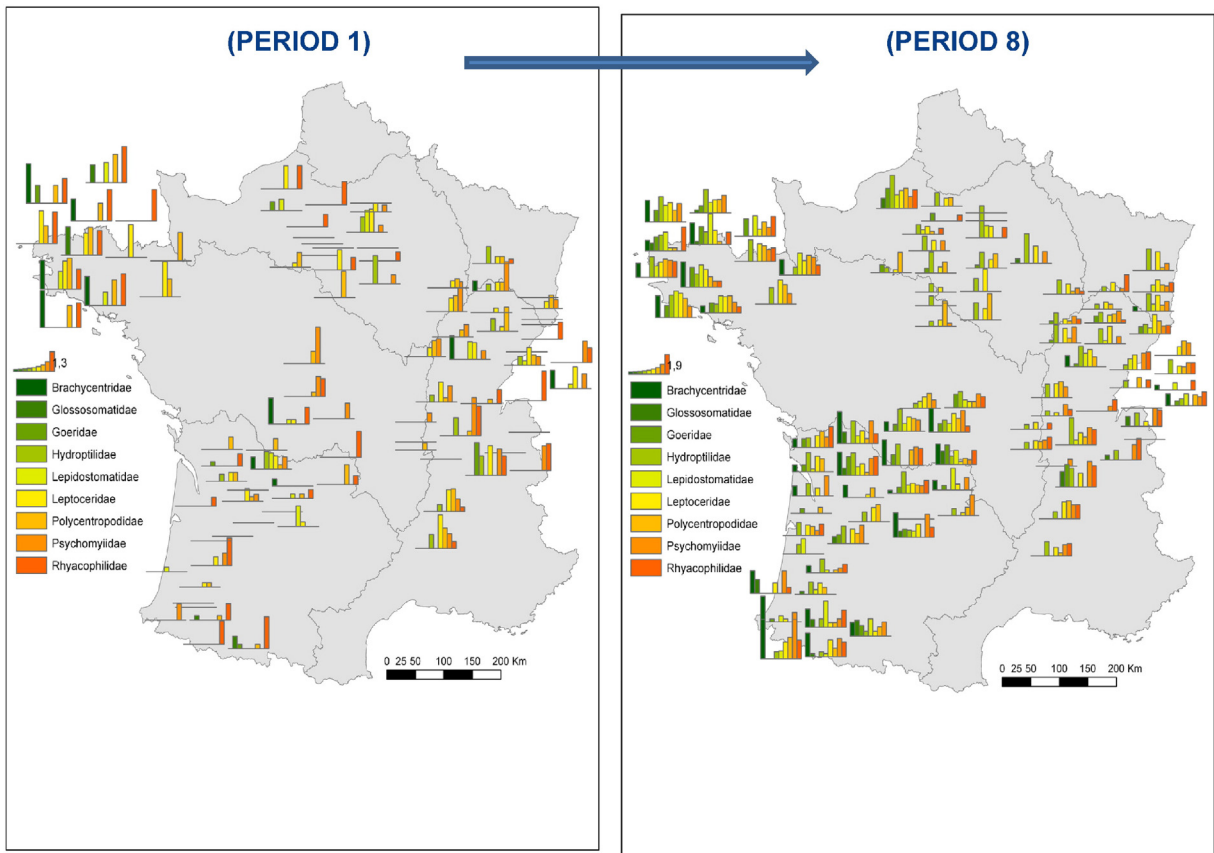 (PERIOD 1)
1,3
Brachycentridae
Glossosomatidae
Goeridae
Hydroptilidae
Lepidostomatidae
Leptoceridae
Polycentropodidae
Psychomyiidae
Rhyacophilidae
0 25 50 100 150 200 Km
(PERIOD 8)
1,9
Brachycentridae
Glossosomatidae
Goeridae
Hydroptilidae
Lepidostomatidae
Leptoceridae
Polycentropodidae
Psychomyiidae
Rhyacophilidae
0 25 50 100 150 200 Km